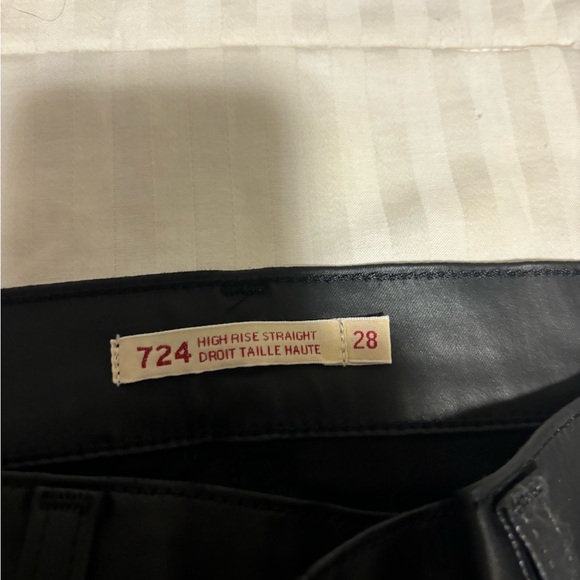 724 HIGH RISE STRAIGHT
DROIT TAILLE HAUTE
28